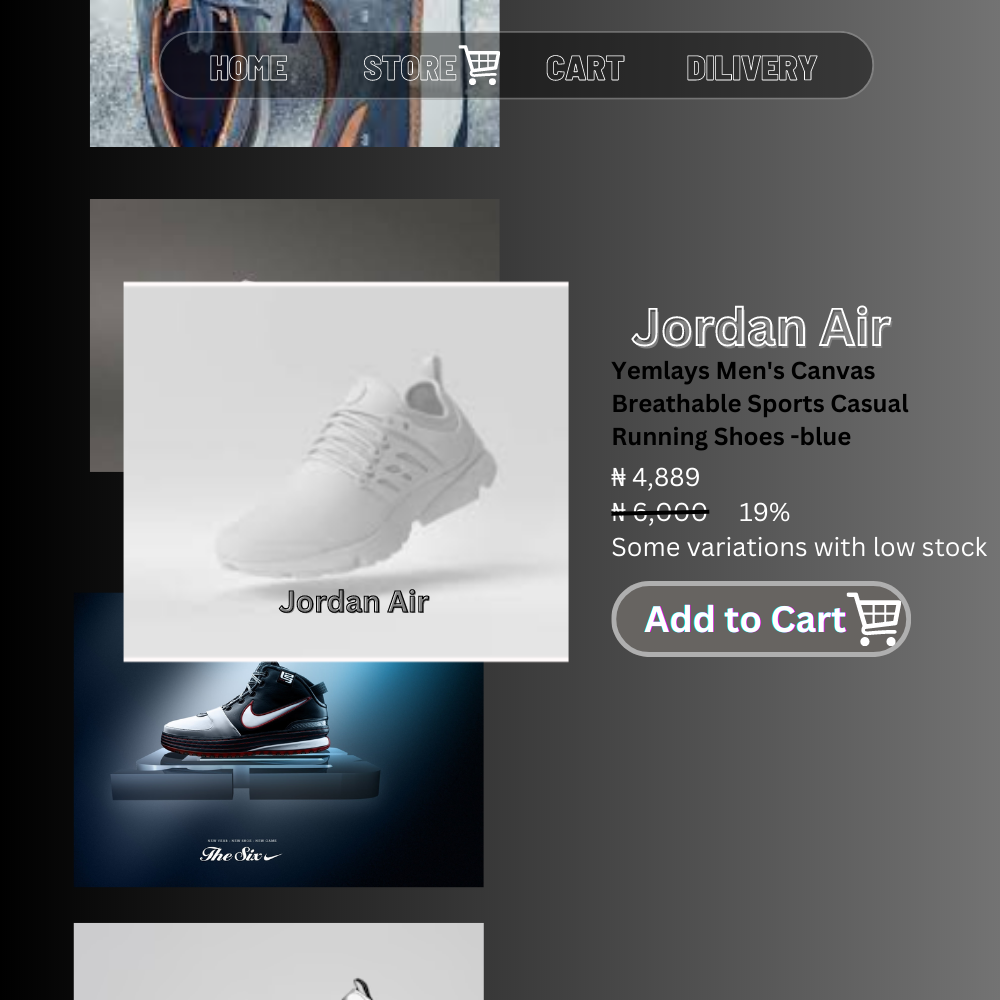 HOME STORE CART DILIVERY
Jordan Air
Yemlays Men's Canvas
Breathable Sports Casual
Running Shoes -blue
₦ 4,889
₦ 6,000 19%
Some variations with low stock
Add to Cart
Jordan Air
The Six